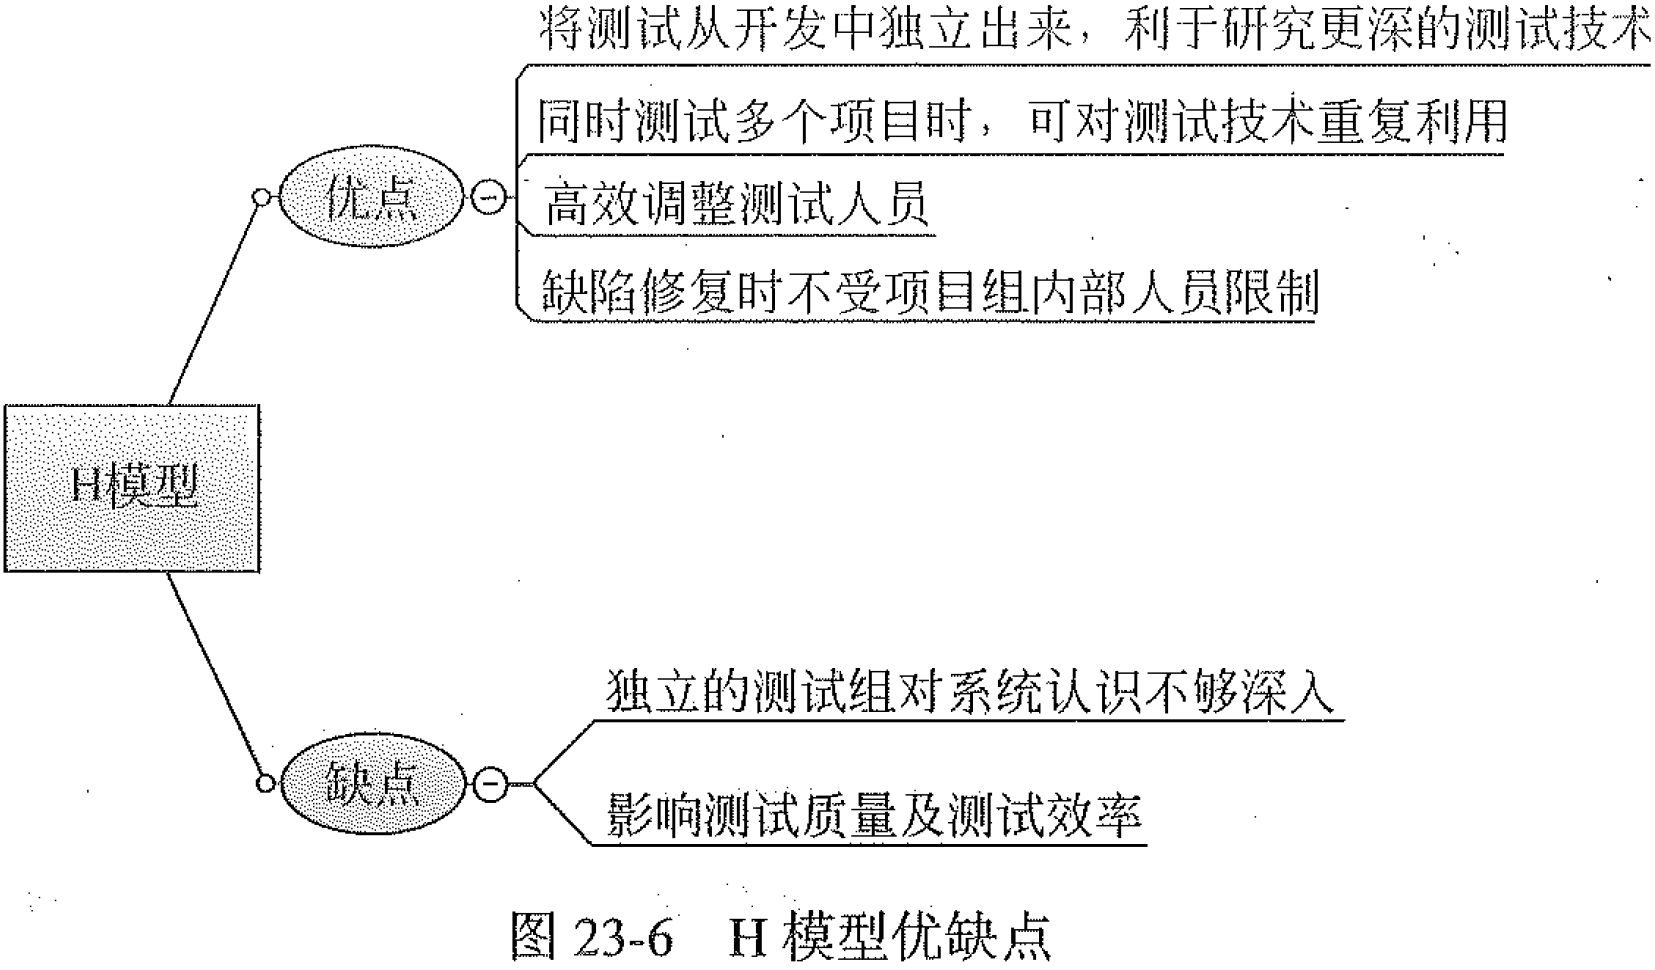 将测试从开发中独立出来，利于研究更深的测试技术
同时测试多个项目时，可对测试技术重复利用
优点
高效调整测试人员
缺陷修复时不受项目组内部人员限制
H模型
独立的测试组对系统认识不够深入
缺点
影响测试质量及测试效率
图 23-6 H 模型优缺点